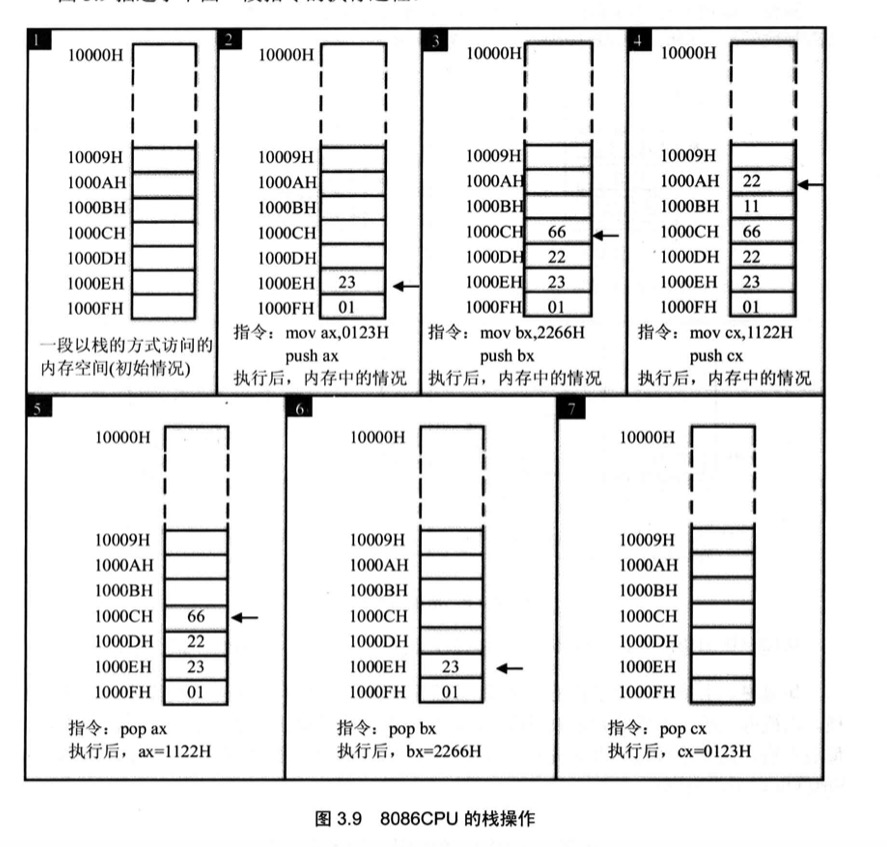 1
10000H
10009H
1000AH
1000BH
1000CH
1000DH
1000EH
1000FH
一段以栈的方式访问的
内存空间(初始情况)
2
10000H
10009H
1000AH
1000BH
1000CH
1000DH
1000EH 23
1000FH 01
指令：mov ax,0123H
push ax
执行后，内存中的情况
3
10000H
10009H
1000AH
1000BH
1000CH 66
1000DH 22
1000EH 23
1000FH 01
指令：mov bx,2266H
push bx
执行后，内存中的情况
4
10000H
10009H
1000AH 22
1000BH 11
1000CH 66
1000DH 22
1000EH 23
1000FH 01
指令：mov cx,1122H
push cx
执行后，内存中的情况
5
10000H
10009H
1000AH
1000BH
1000CH 66
1000DH 22
1000EH 23
1000FH 01
指令：pop ax
执行后，ax=1122H
6
10000H
10009H
1000AH
1000BH
1000CH
1000DH
1000EH 23
1000FH 01
指令：pop bx
执行后，bx=2266H
7
10000H
10009H
1000AH
1000BH
1000CH
1000DH
1000EH
1000FH
指令：pop cx
执行后，cx=0123H
图 3.9 8086CPU 的栈操作